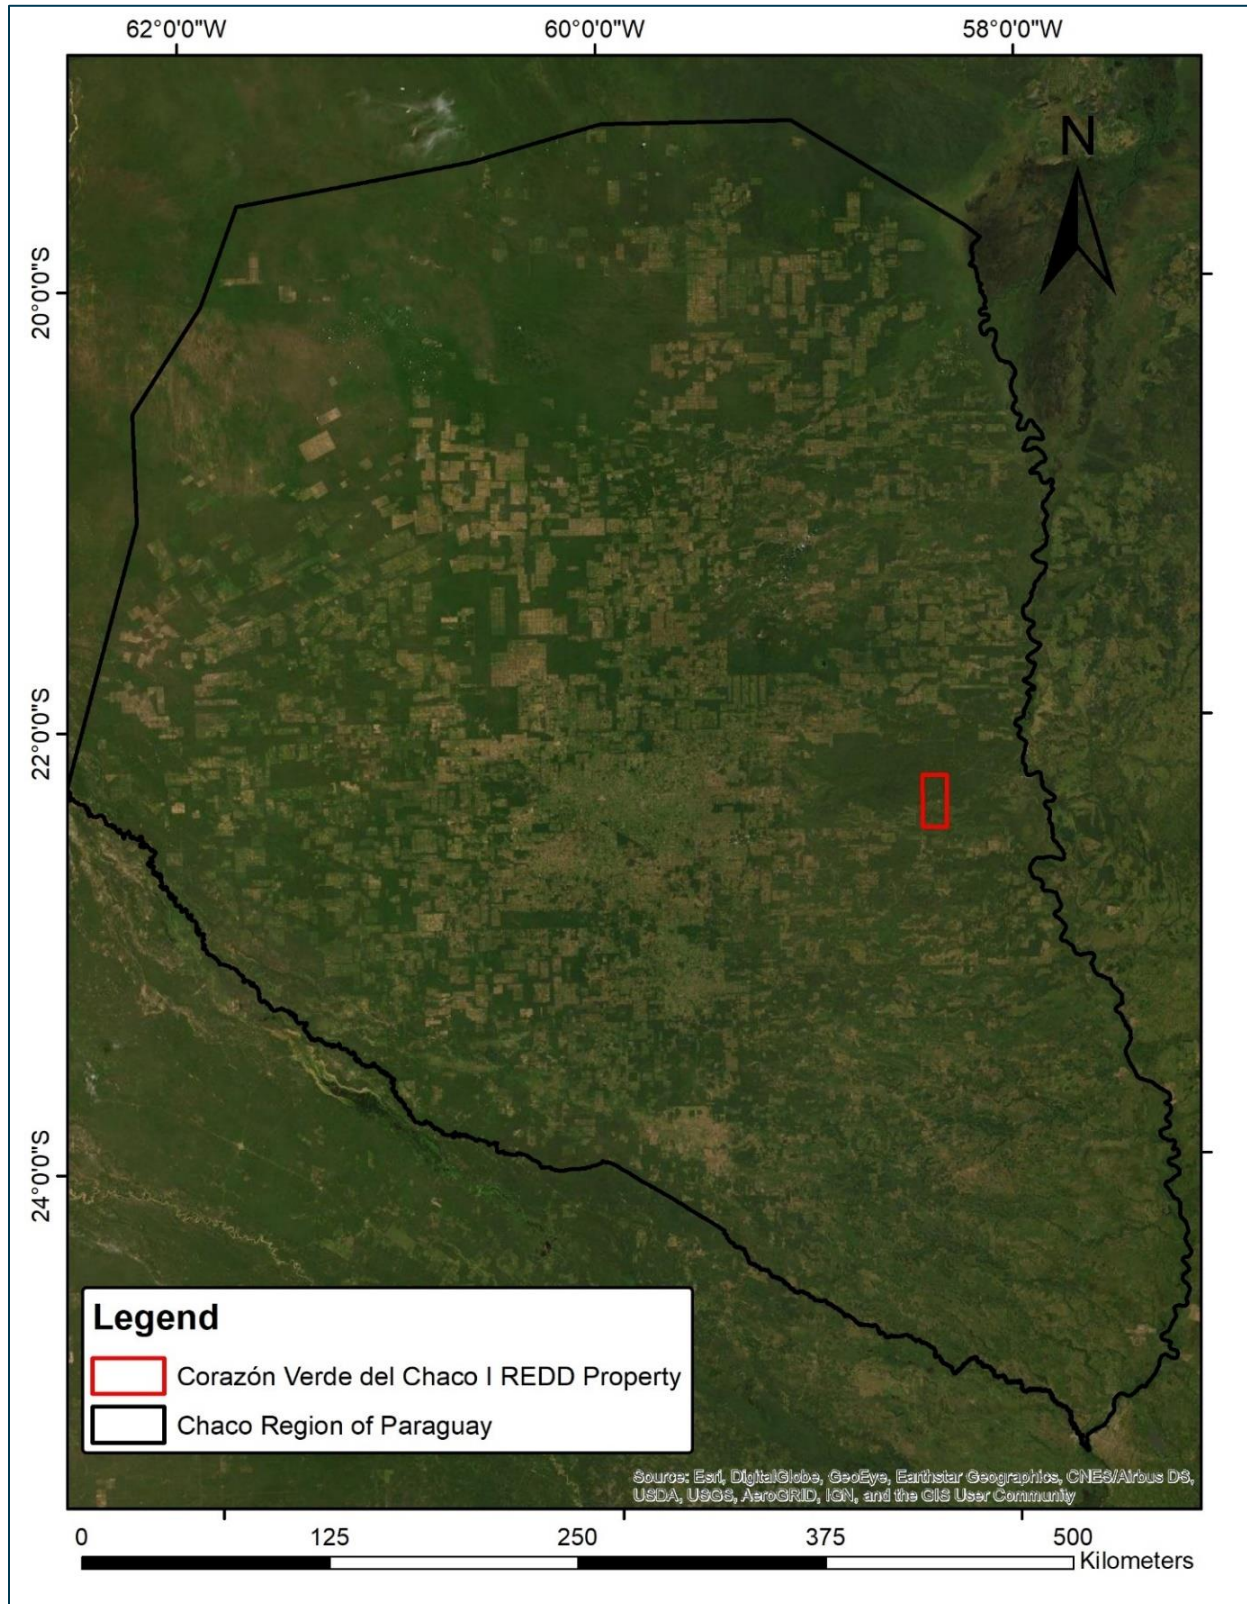 62°0'0"W 60°0'0"W 58°0'0"W
N
20°0'0"S
22°0'0"S
24°0'0"S
Legend
Corazón Verde del Chaco I REDD Property
Chaco Region of Paraguay
Source: Esri, DigitalGlobe, GeoEye, Earthstar Geographics, CNES/Airbus DS,
USDA, USGS, AeroGRID, IGN, and the GIS User Community
0 125 250 375 500
Kilometers